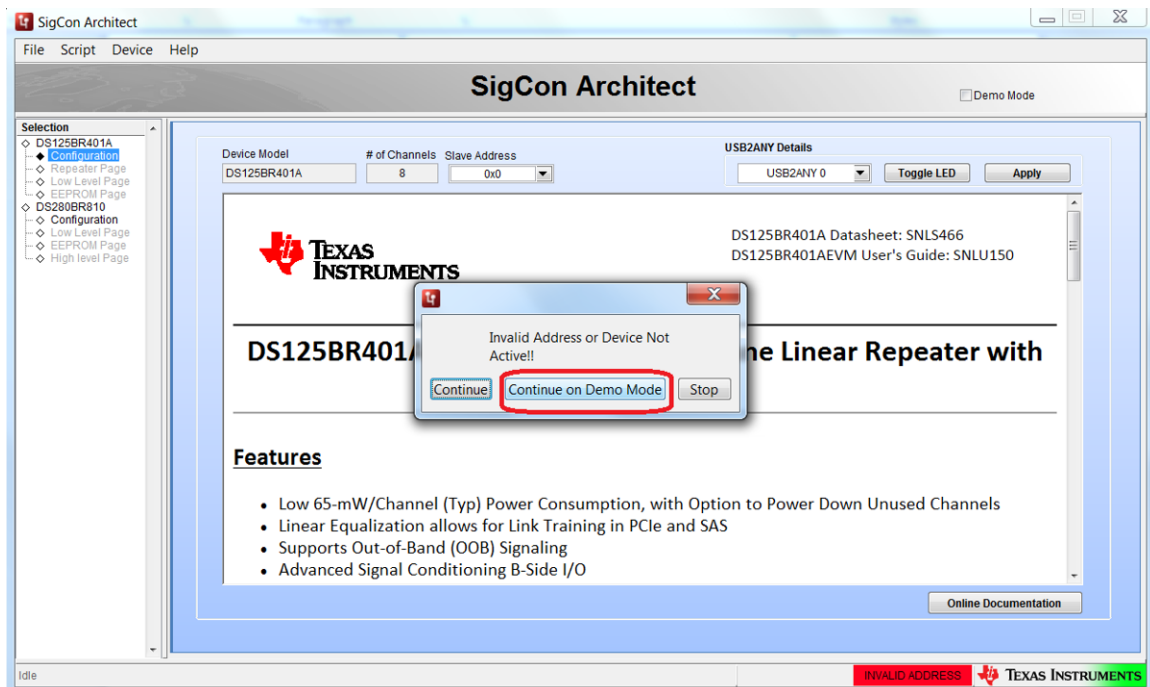 SigCon Architect
File Script Device Help
SigCon Architect
Demo Mode
Selection
DS125BR401A
Configuration
Repeater Page
Low Level Page
EEPROM Page
DS280BR810
Configuration
Low Level Page
EEPROM Page
High level Page
Device Model # of Channels Slave Address
DS125BR401A 8 0x0
USB2ANY Details
USB2ANY 0 Toggle LED Apply
TEXAS
INSTRUMENTS
DS125BR401A Datasheet: SNLS466
DS125BR401AEVM User's Guide: SNLU150
Invalid Address or Device Not
Active!!
Continue Continue on Demo Mode Stop
DS125BR401A ne Linear Repeater with
Features
• Low 65-mW/Channel (Typ) Power Consumption, with Option to Power Down Unused Channels
• Linear Equalization allows for Link Training in PCIe and SAS
• Supports Out-of-Band (OOB) Signaling
• Advanced Signal Conditioning B-Side I/O
Online Documentation
Idle
INVALID ADDRESS TEXAS INSTRUMENTS